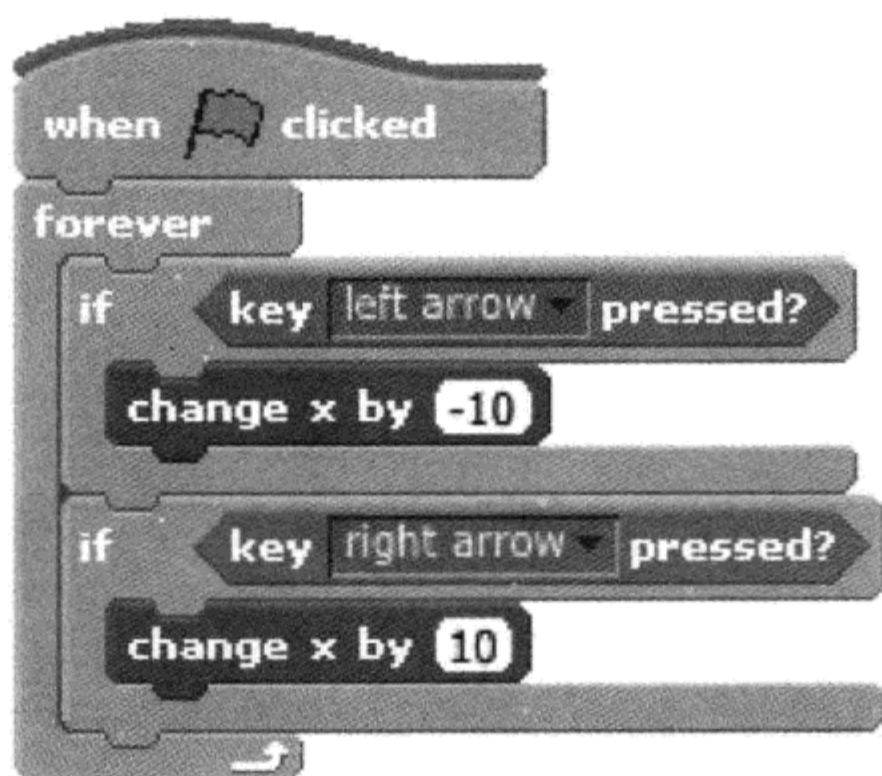 when clicked
forever
if key left arrow pressed?
change x by -10
if key right arrow pressed?
change x by 10